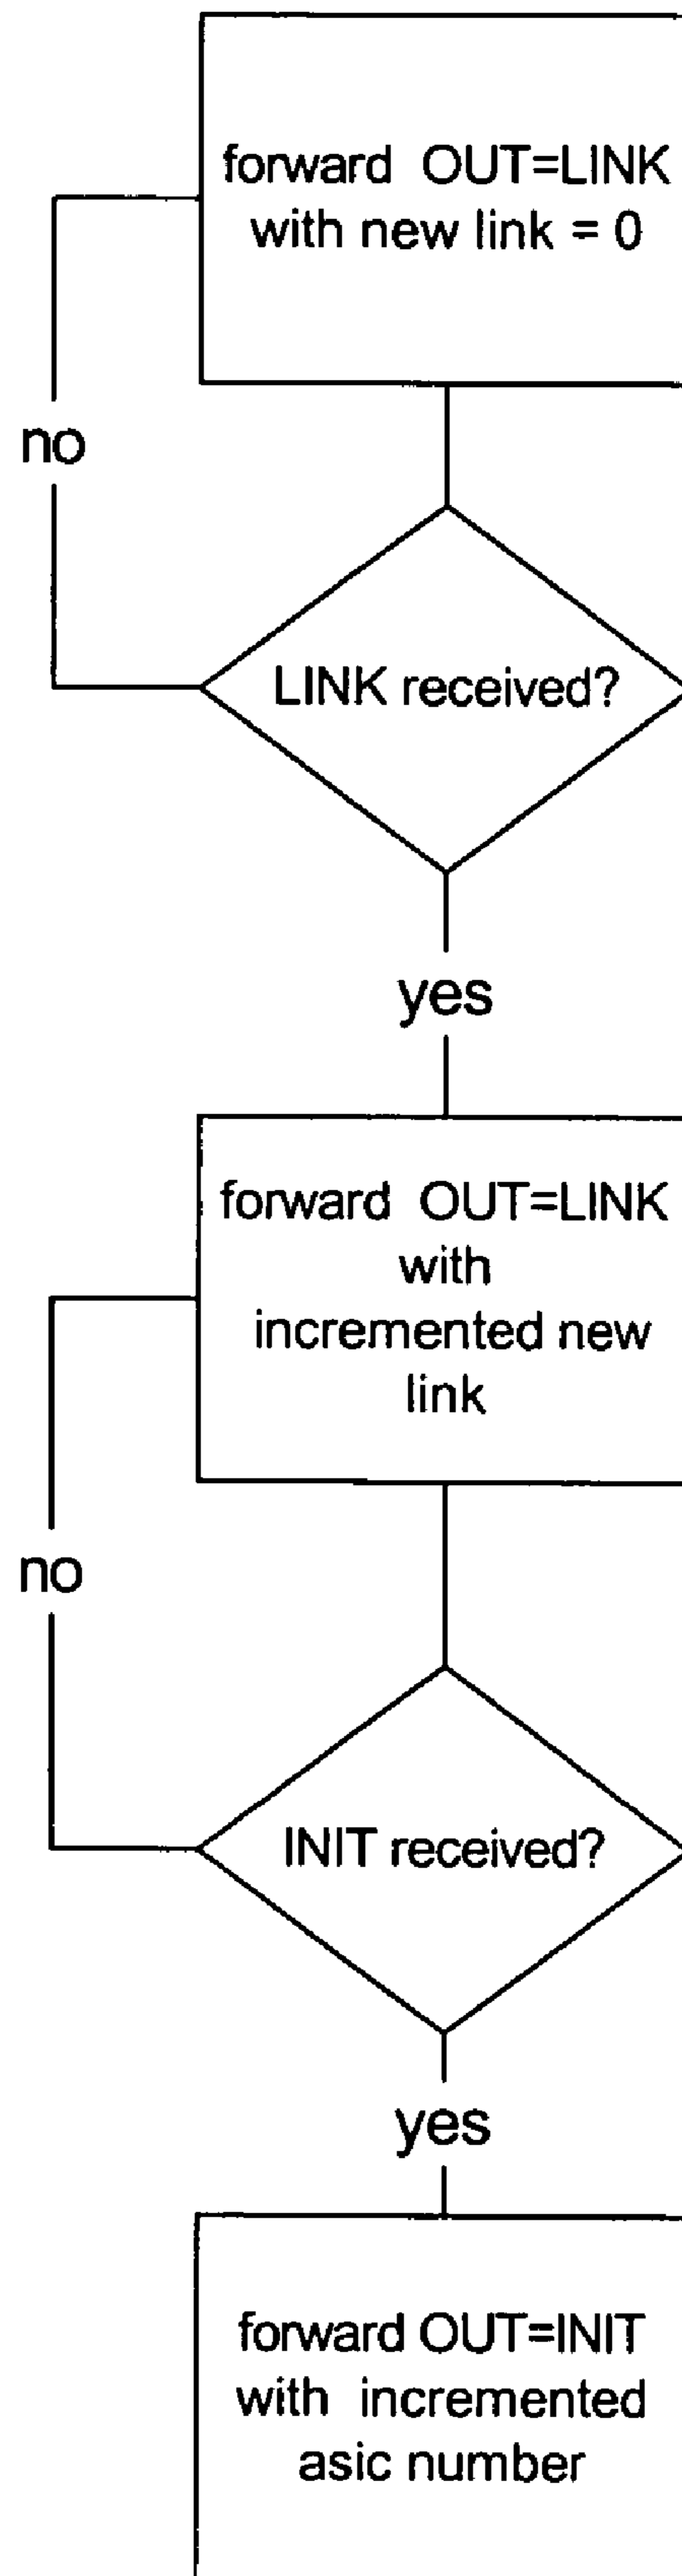 forward OUT=LINK
with new link = 0
no
LINK received?
yes
forward OUT=LINK
with
incremented new
link
no
INIT received?
yes
forward OUT=INIT
with incremented
asic number